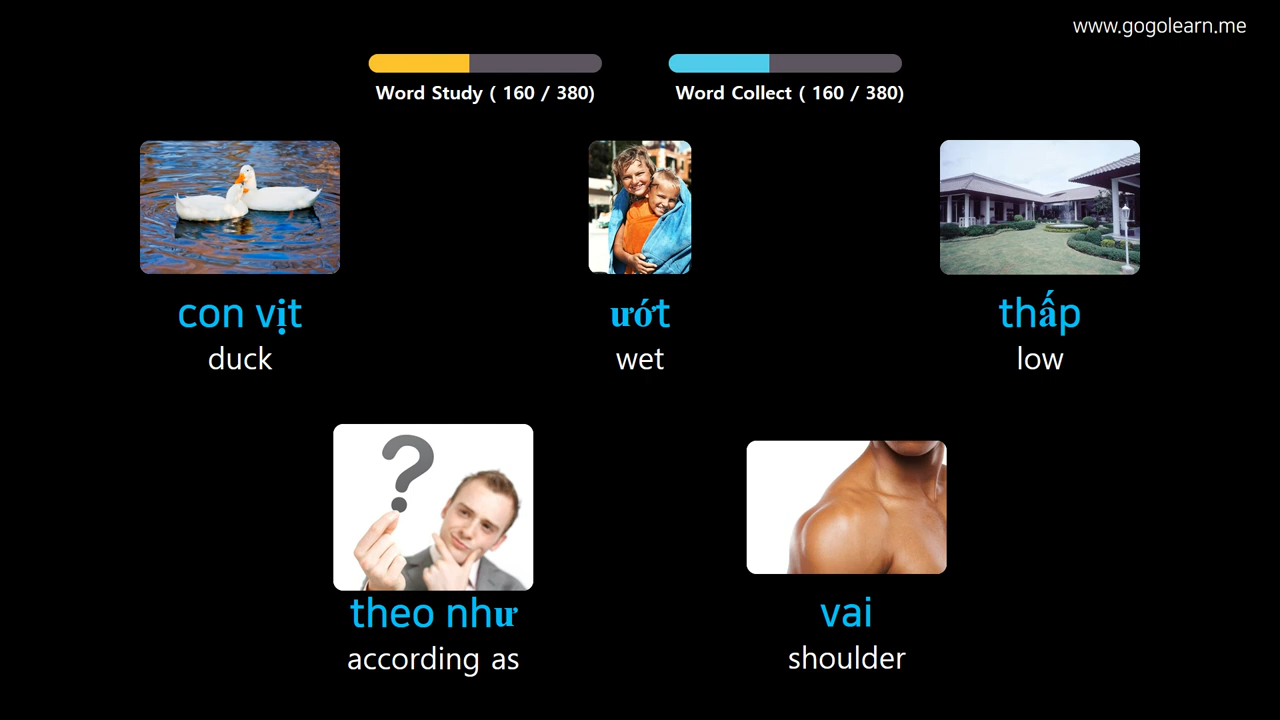 www.gogolearn.me
Word Study ( 160 / 380)
Word Collect ( 160 / 380)
con vịt
duck
ướt
wet
thấp
low
theo như
according as
vai
shoulder